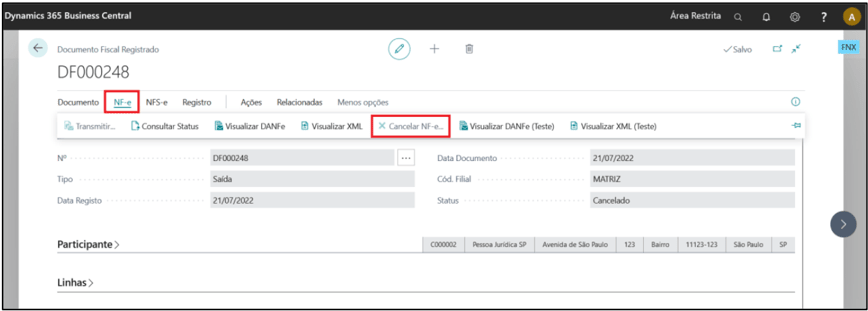 Dynamics 365 Business Central Área Restrita ? A
Documento Fiscal Registrado Salvo FNX
DF000248
Documento NF-e NFS-e Registro Ações Relacionadas Menos opções
Transmitir... Consultar Status Visualizar DANFe Visualizar XML Cancelar NF-e... Visualizar DANFe (Teste) Visualizar XML (Teste)
Nº DF000248 ... Data Documento 21/07/2022
Tipo Saída Cód. Filial MATRIZ
Data Registo 21/07/2022 Status Cancelado
Participante > C000002 Pessoa Jurídica SP Avenida de São Paulo 123 Bairro 11123-123 São Paulo SP
Linhas >